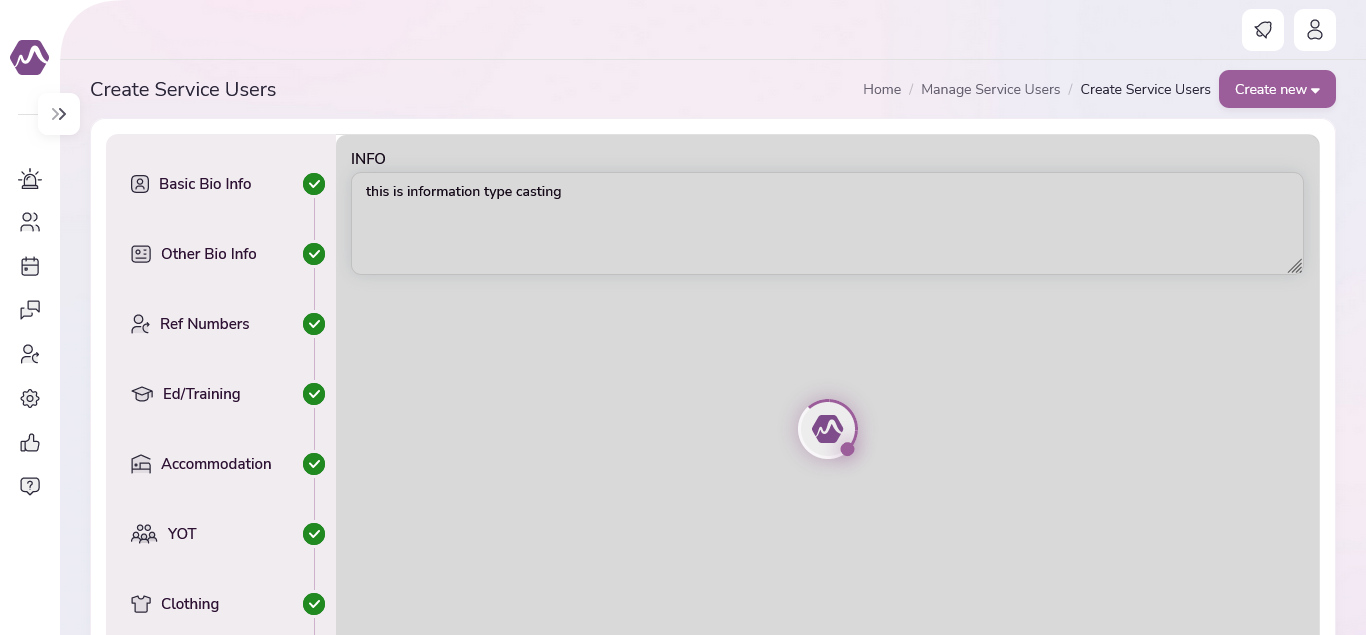 Create Service Users
Home / Manage Service Users / Create Service Users
Create new
Basic Bio Info
Other Bio Info
Ref Numbers
Ed/Training
Accommodation
YOT
Clothing
INFO
this is information type casting